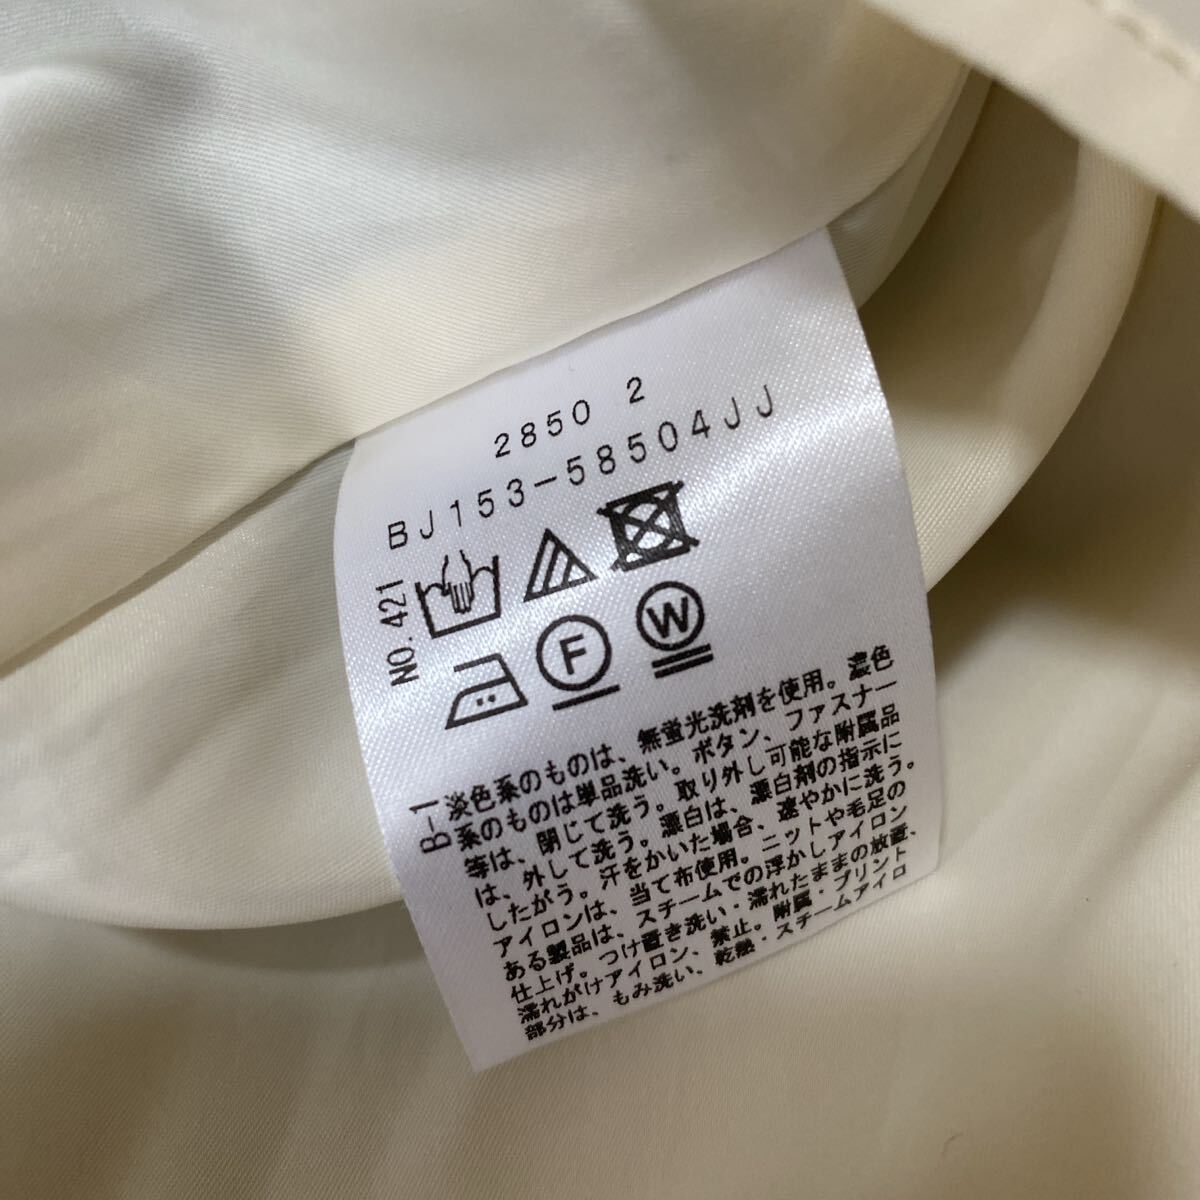 2850 2
BJ153-58504JJ
NO. 421
F
W
B-1
淡色系のものは、無蛍光洗剤を使用。濃色
系のものは単品洗い。ボタン、ファスナー
等は、閉じて洗う。取り外し可能な附属品
は、外して洗う。漂白は、漂白剤の指示に
したがう。汗をかいた場合、速やかに洗う。
アイロンは、当て布使用。ニットや毛足の
ある製品は、スチームでの浮かしアイロン
仕上げ。つけ置き洗い・濡れたままの放置、
濡れがけアイロン、禁止。附属・プリント
部分は、もみ洗い、乾熱・スチームアイロ